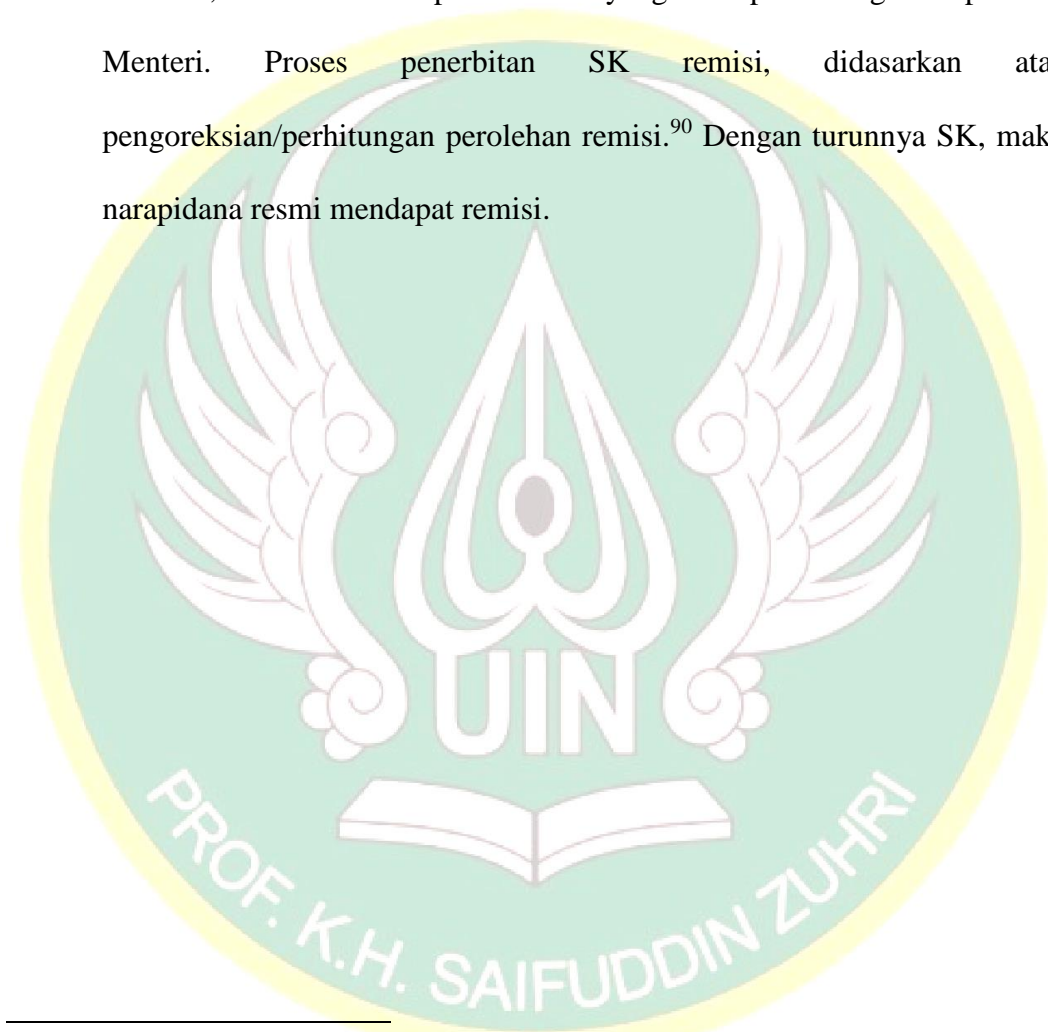 Menteri. Proses penerbitan SK remisi, didasarkan ata
pengoreksian/perhitungan perolehan remisi.90 Dengan turunnya SK, mak
narapidana resmi mendapat remisi.
UIN
PROF. K.H. SAIFUDDIN ZUHRI